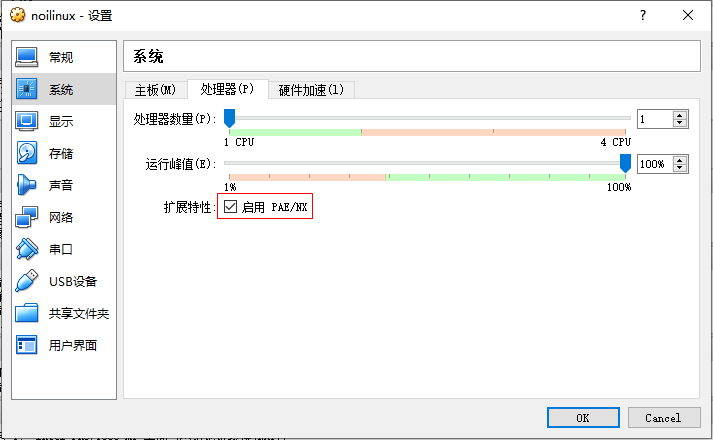 noilinux - 设置
? ×
常规
系统
显示
存储
声音
网络
串口
USB设备
共享文件夹
用户界面
系统
主板(M) 处理器(P) 硬件加速(l)
处理器数量(P): 1
1 CPU 4 CPU
运行峰值(E): 100%
1% 100%
扩展特性: 启用 PAE/NX
OK Cancel